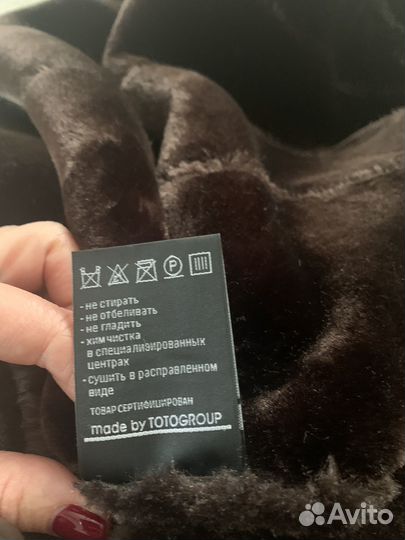 P
- не стирать
- не отбеливать
- не гладить
- хим чистка
в специализированных
центрах
- сушить в расправленном
виде
ТОВАР СЕРТИФИЦИРОВАН
made by TOTOGROUP
Avito